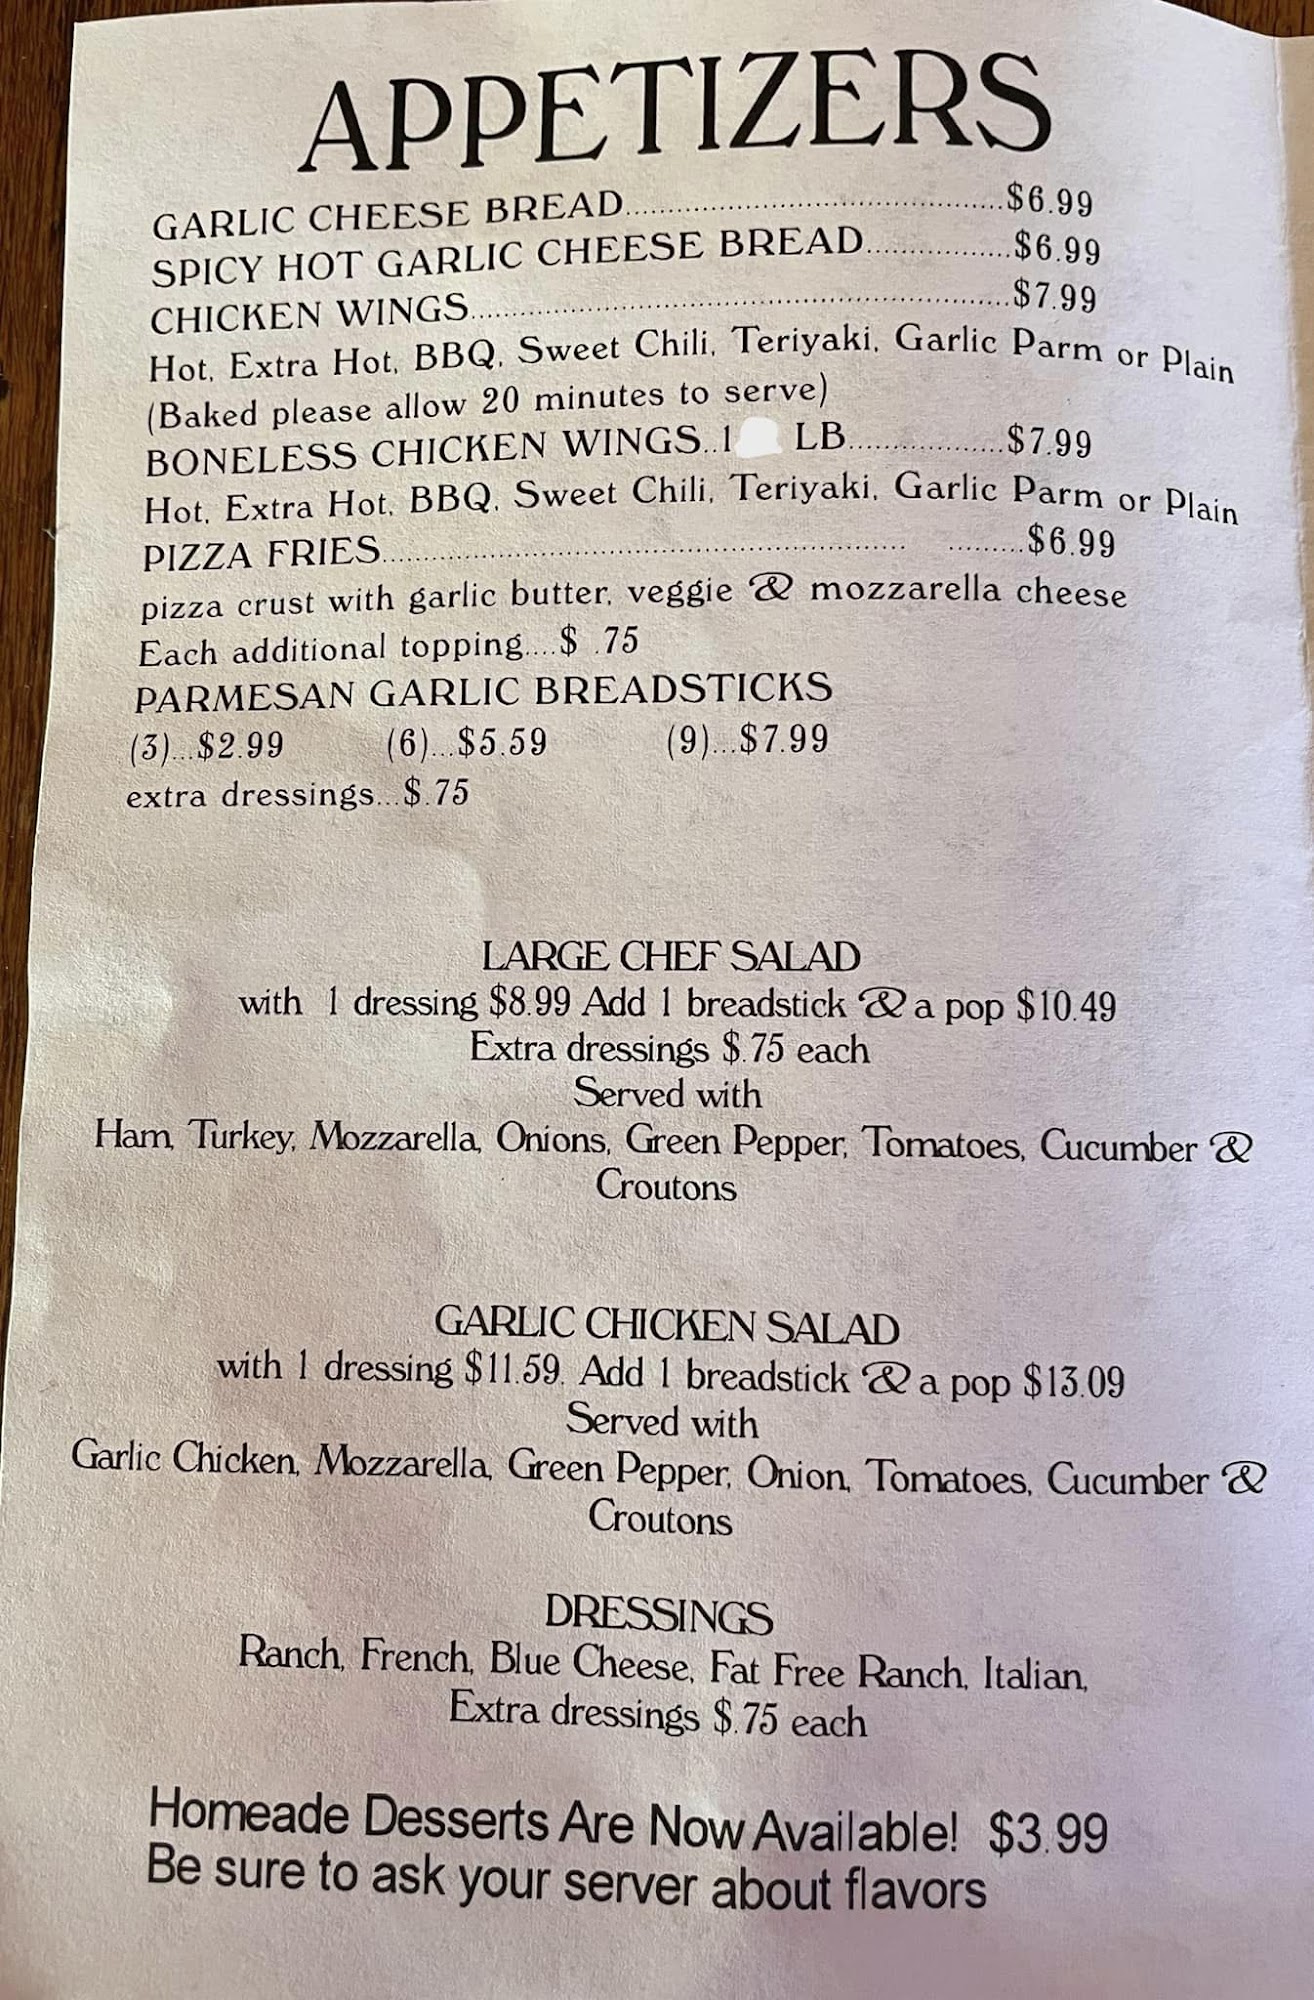 APPETIZERS
GARLIC CHEESE BREAD......................................$6.99
SPICY HOT GARLIC CHEESE BREAD...............$6.99
CHICKEN WINGS......................................................$7.99
Hot, Extra Hot, BBQ, Sweet Chili, Teriyaki, Garlic Parm or Plain
(Baked please allow 20 minutes to serve)
BONELESS CHICKEN WINGS..1 LB................$7.99
Hot, Extra Hot, BBQ, Sweet Chili, Teriyaki, Garlic Parm or Plain
PIZZA FRIES.................................................... .........$6.99
pizza crust with garlic butter, veggie & mozzarella cheese
Each additional topping....$ .75
PARMESAN GARLIC BREADSTICKS
(3)...$2.99 (6)...$5.59 (9)...$7.99
extra dressings...$.75
LARGE CHEF SALAD
with 1 dressing $8.99 Add 1 breadstick & a pop $10.49
Extra dressings $.75 each
Served with
Ham, Turkey, Mozzarella, Onions, Green Pepper, Tomatoes, Cucumber &
Croutons
GARLIC CHICKEN SALAD
with 1 dressing $11.59. Add 1 breadstick & a pop $13.09
Served with
Garlic Chicken, Mozzarella, Green Pepper, Onion, Tomatoes, Cucumber &
Croutons
DRESSINGS
Ranch, French, Blue Cheese, Fat Free Ranch, Italian,
Extra dressings $.75 each
Homeade Desserts Are Now Available! $3.99
Be sure to ask your server about flavors